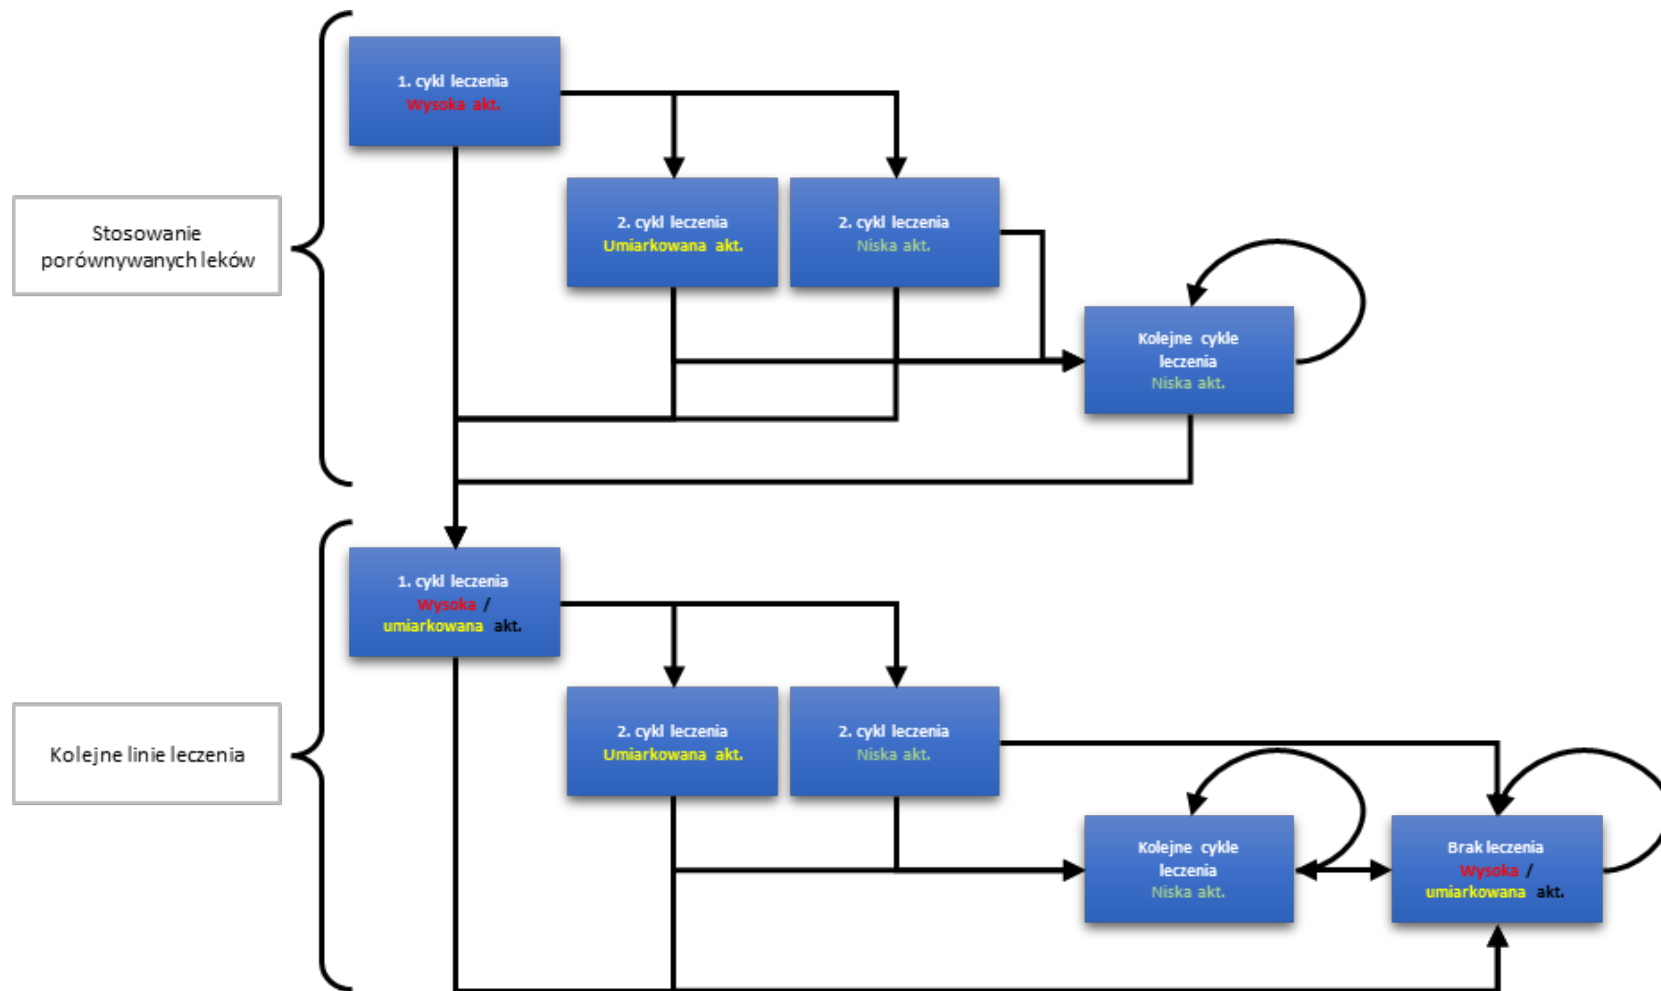 1. cykl leczenia
Wysoka akt.
2. cykl leczenia
Umiarkowana akt.
2. cykl leczenia
Niska akt.
Stosowanie
porównywanych leków
Kolejne cykle
leczenia
Niska akt.
1. cykl leczenia
Wysoka /
umiarkowana akt.
2. cykl leczenia
Umiarkowana akt.
2. cykl leczenia
Niska akt.
Kolejne linie leczenia
Kolejne cykle
leczenia
Niska akt.
Brak leczenia
Wysoka /
umiarkowana akt.